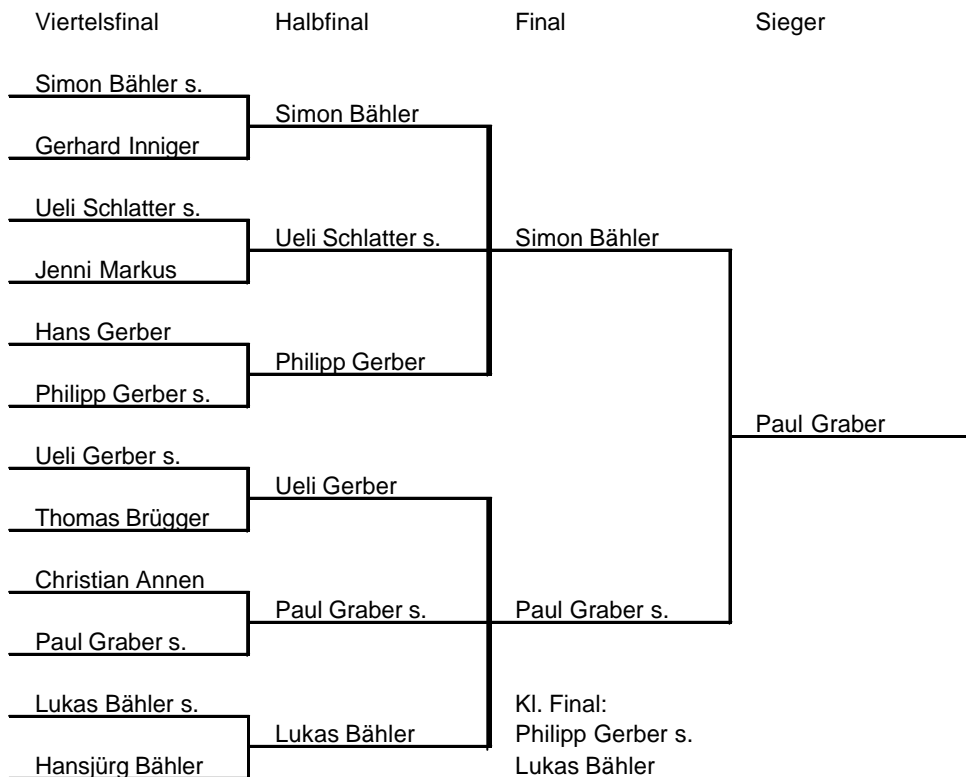 Viertelsfinal Halbfinal Final Sieger
Simon Bähler s.
Simon Bähler
Gerhard Inniger
Ueli Schlatter s.
Ueli Schlatter s. Simon Bähler
Jenni Markus
Hans Gerber
Philipp Gerber
Philipp Gerber s.
Paul Graber
Ueli Gerber s.
Ueli Gerber
Thomas Brügger
Christian Annen
Paul Graber s. Paul Graber s.
Paul Graber s.
Lukas Bähler s. Kl. Final:
Lukas Bähler Philipp Gerber s.
Hansjürg Bähler Lukas Bähler